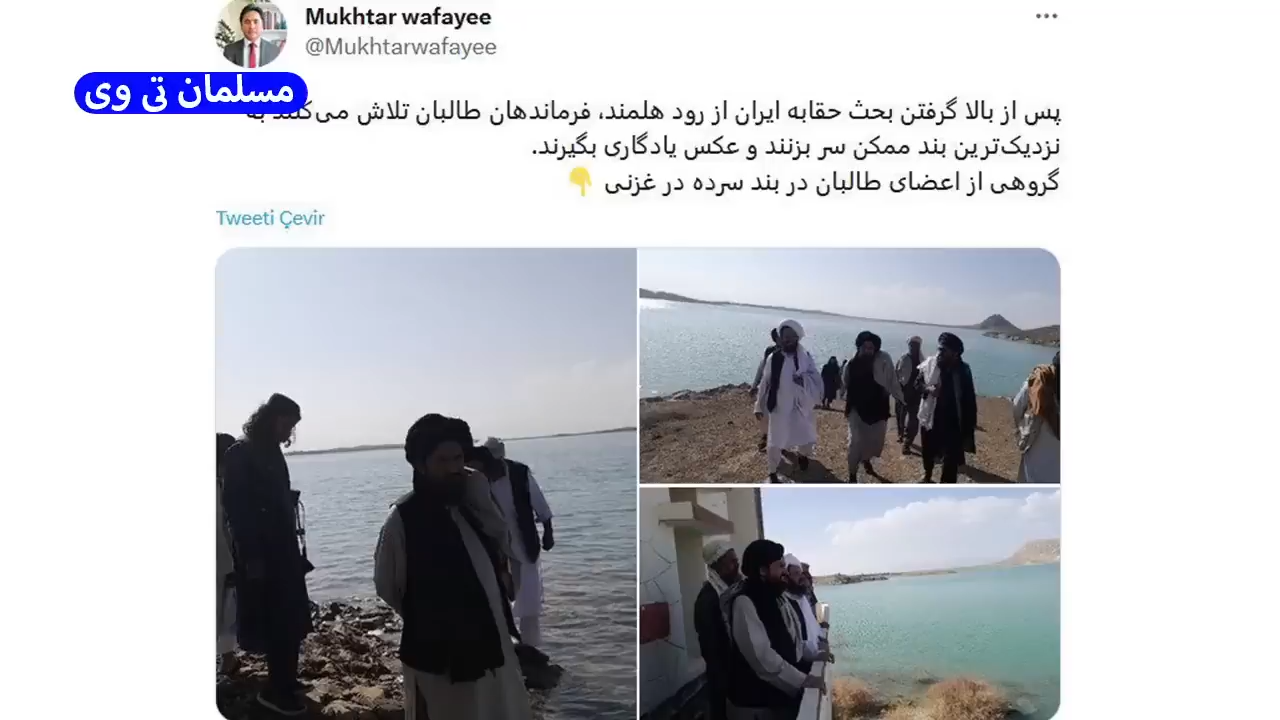 Mukhtar wafayee
@Mukhtarwafayee
مسلمان تی وی
پس از بالا گرفتن بحث حقابه ایران از رود هلمند، فرماندهان طالبان تلاش می‌کنند به
نزدیک‌ترین بند ممکن سر بزنند و عکس یادگاری بگیرند.
گروهی از اعضای طالبان در بند سرده در غزنی 👇
Tweeti Çevir